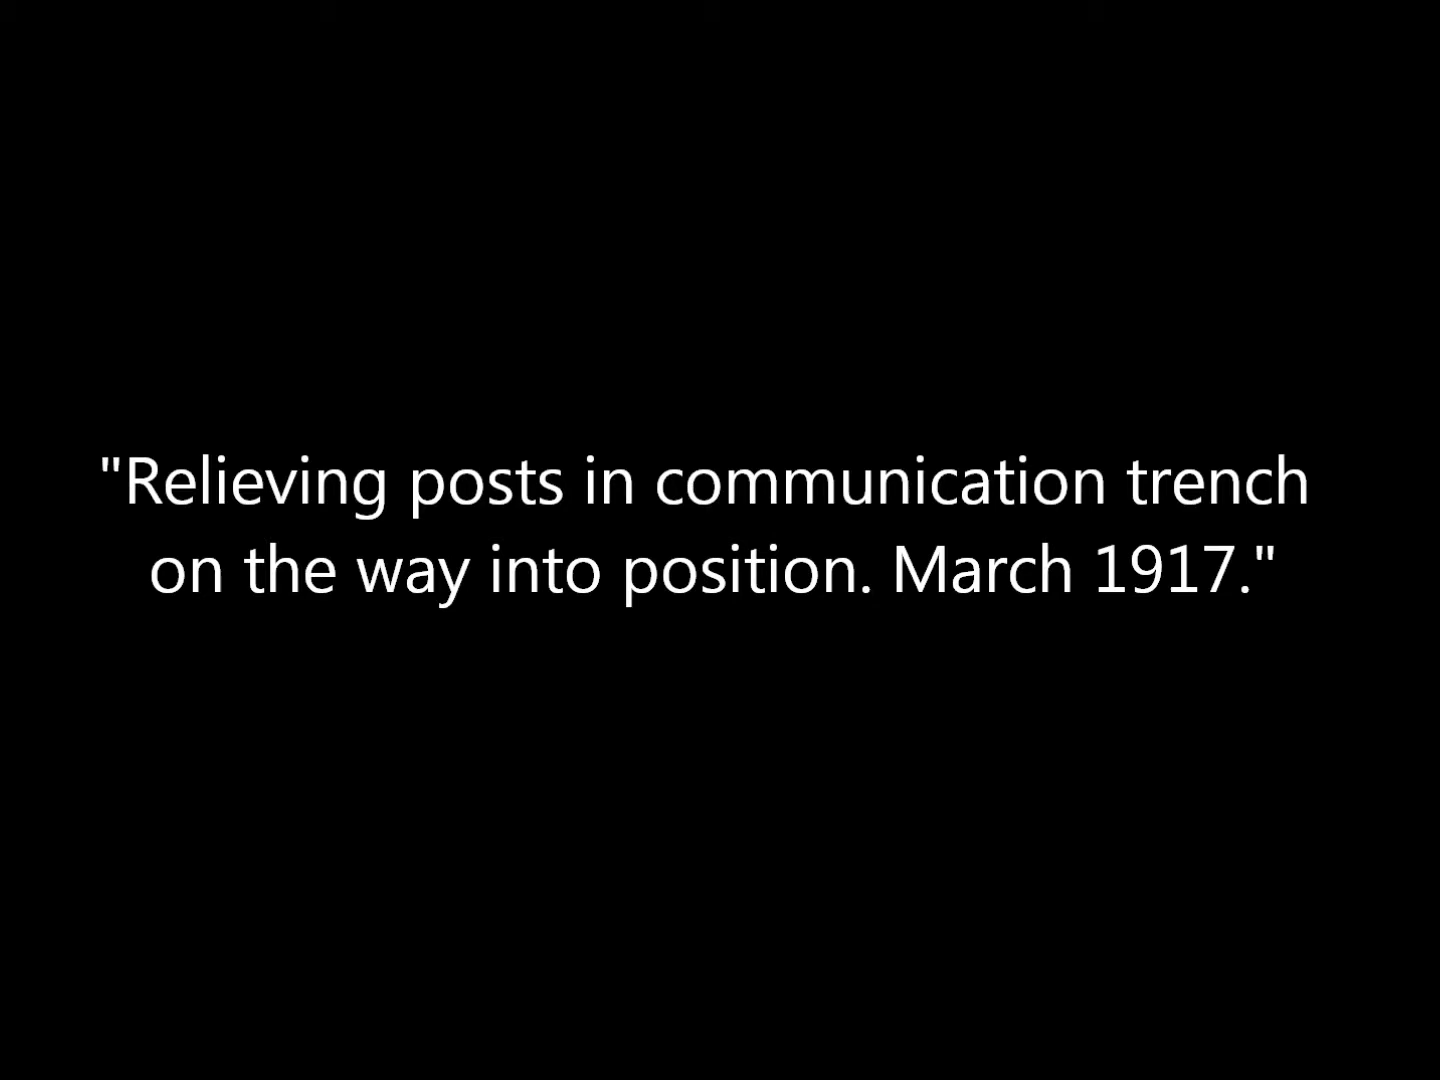 "Relieving posts in communication trench
on the way into position. March 1917."